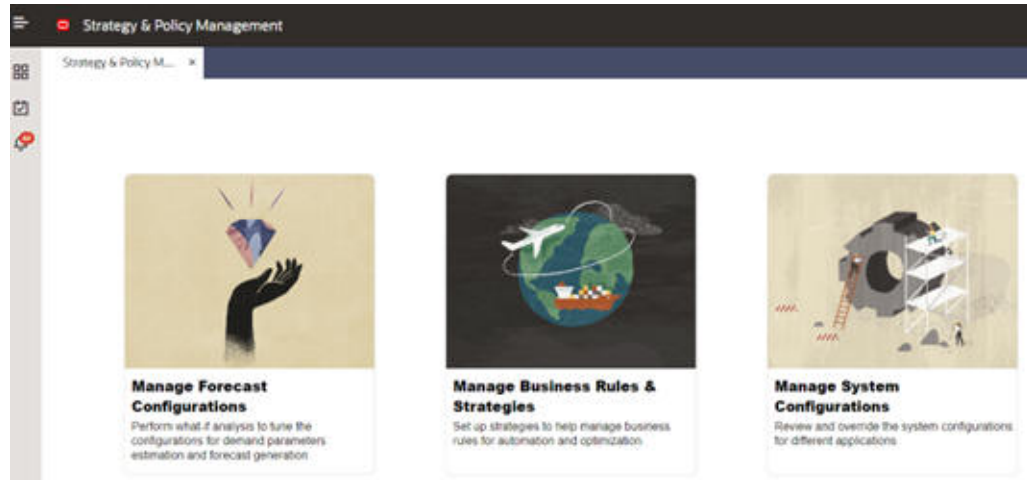 Strategy & Policy Management
Strategy & Policy M... ×
Manage Forecast
Configurations
Perform what-if analysis to tune the
configurations for demand parameters
estimation and forecast generation
Manage Business Rules &
Strategies
Set up strategies to help manage business
rules for automation and optimization
Manage System
Configurations
Review and override the system configurations
for different applications